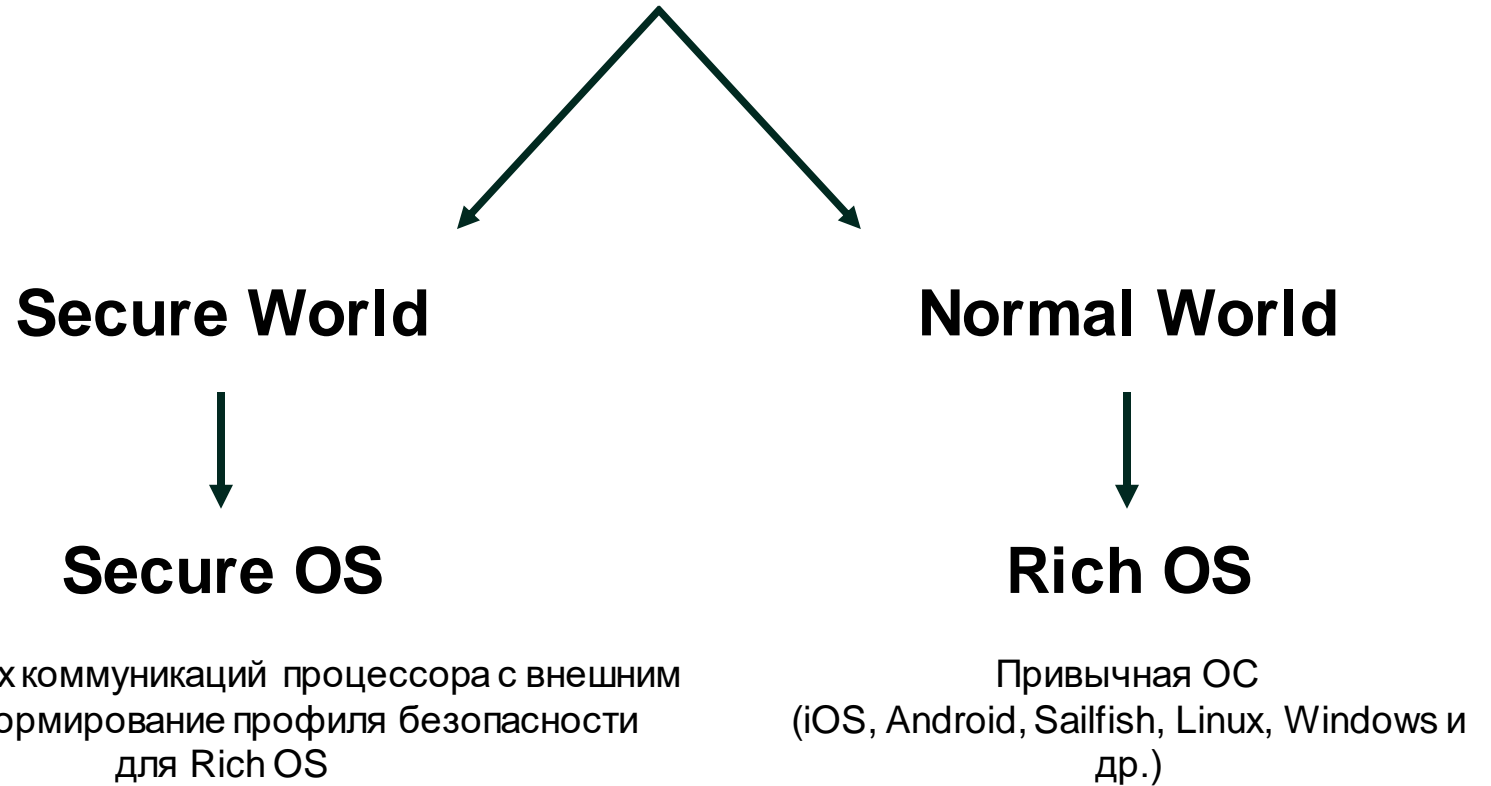 Secure World
Normal World
Secure OS
Rich OS
коммуникаций процессора с внешним
профиля безопасности
для Rich OS
Привычная ОС
(iOS, Android, Sailfish, Linux, Windows и
др.)